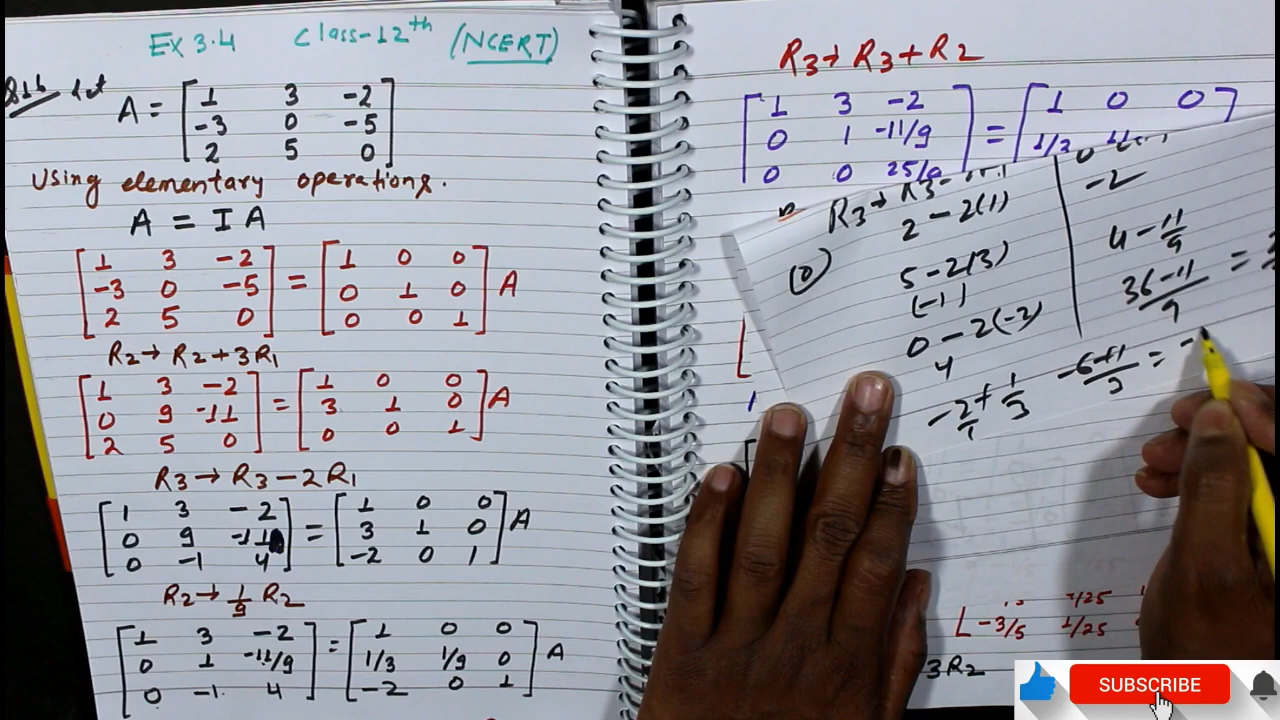 Ex 3.4 Class-12th (NCERT)
A = [ 1 3 -2
-3 0 -5
2 5 0 ]
Using elementary operations.
A = I A
[ 1 3 -2 ] = [ 1 0 0 ]
[ -3 0 -5 ] [ 0 1 0 ] A
[ 2 5 0 ] [ 0 0 1 ]
R2→ R2+3R1
[ 1 3 -2 ] = [ 1 0 0 ]
[ 0 9 -11 ] [ 3 1 0 ] A
[ 2 5 0 ] [ 0 0 1 ]
R3→ R3-2R1
[ 1 3 -2 ] = [ 1 0 0 ]
[ 0 9 -11 ] [ 3 1 0 ] A
[ 0 -1 4 ] [ -2 0 1 ]
R2→ 1/9 R2
[ 1 3 -2 ] = [ 1 0 0 ]
[ 0 1 -11/9 ] [ 1/3 1/9 0 ] A
[ 0 -1 4 ] [ -2 0 1 ]
R3→ R3+R2
[ 1 3 -2 ] = [ 1 0 0 ]
[ 0 1 -11/9 ] [ 1/3
[ 0 0 25/9 ]
R3→ R3-
2-2(1)
(0)
5-2(3)
(-1)
0-2(-2)
4
-2/1 + 1/3
-2
4-11/9
36-11/9 =
-6+1/3 = -
-3/5 1/25
3R2
SUBSCRIBE